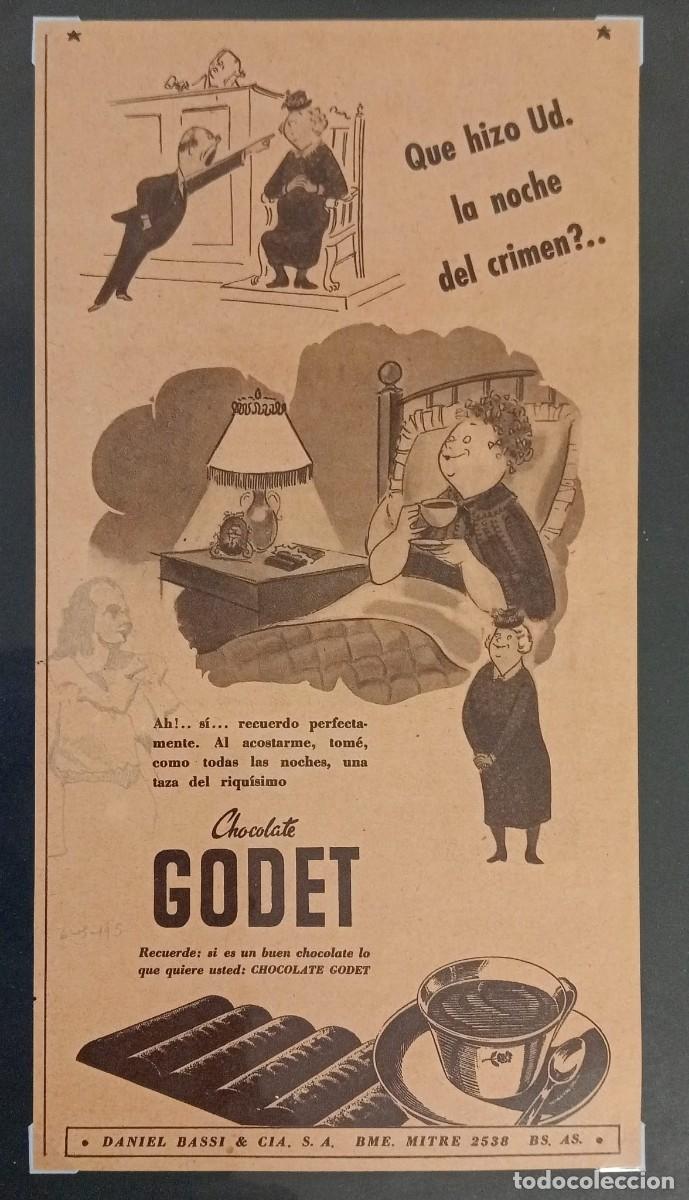 Que hizo Ud.
la noche
del crimen?..
Ah!.. sí... recuerdo perfecta-
mente. Al acostarme, tomé,
como todas las noches, una
taza del riquísimo
Chocolate
GODET
Recuerde: si es un buen chocolate lo
que quiere usted: CHOCOLATE GODET
• DANIEL BASSI & CIA. S. A. BME. MITRE 2538 BS. AS. •
todocoleccion